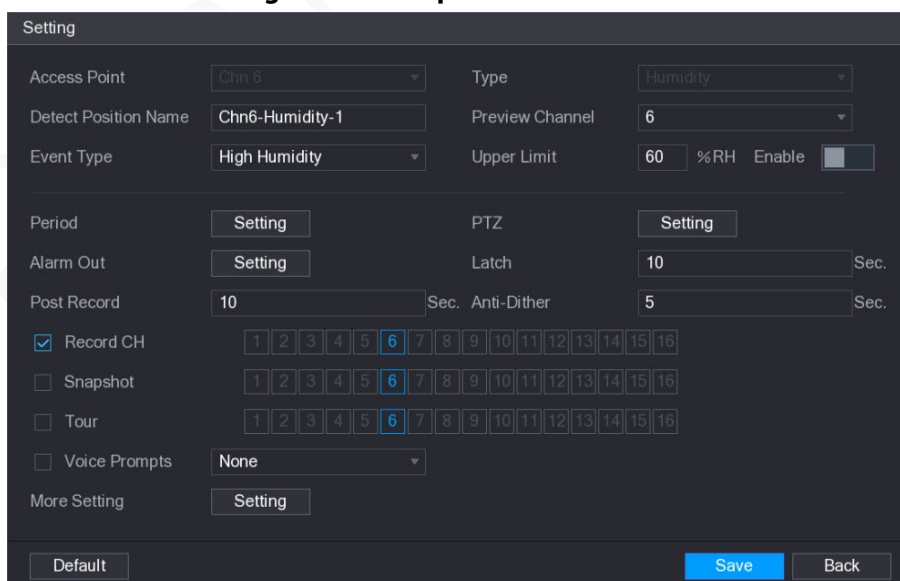 Setting
Access Point Chn 6 Type Humidity
Detect Position Name Chn6-Humidity-1 Preview Channel 6
Event Type High Humidity Upper Limit 60 %RH Enable
Period Setting PTZ Setting
Alarm Out Setting Latch 10 Sec.
Post Record 10 Sec. Anti-Dither 5 Sec.
Record CH 1 2 3 4 5 6 7 8 9 10 11 12 13 14 15 16
Snapshot 1 2 3 4 5 6 7 8 9 10 11 12 13 14 15 16
Tour 1 2 3 4 5 6 7 8 9 10 11 12 13 14 15 16
Voice Prompts None
More Setting Setting
Default Save Back